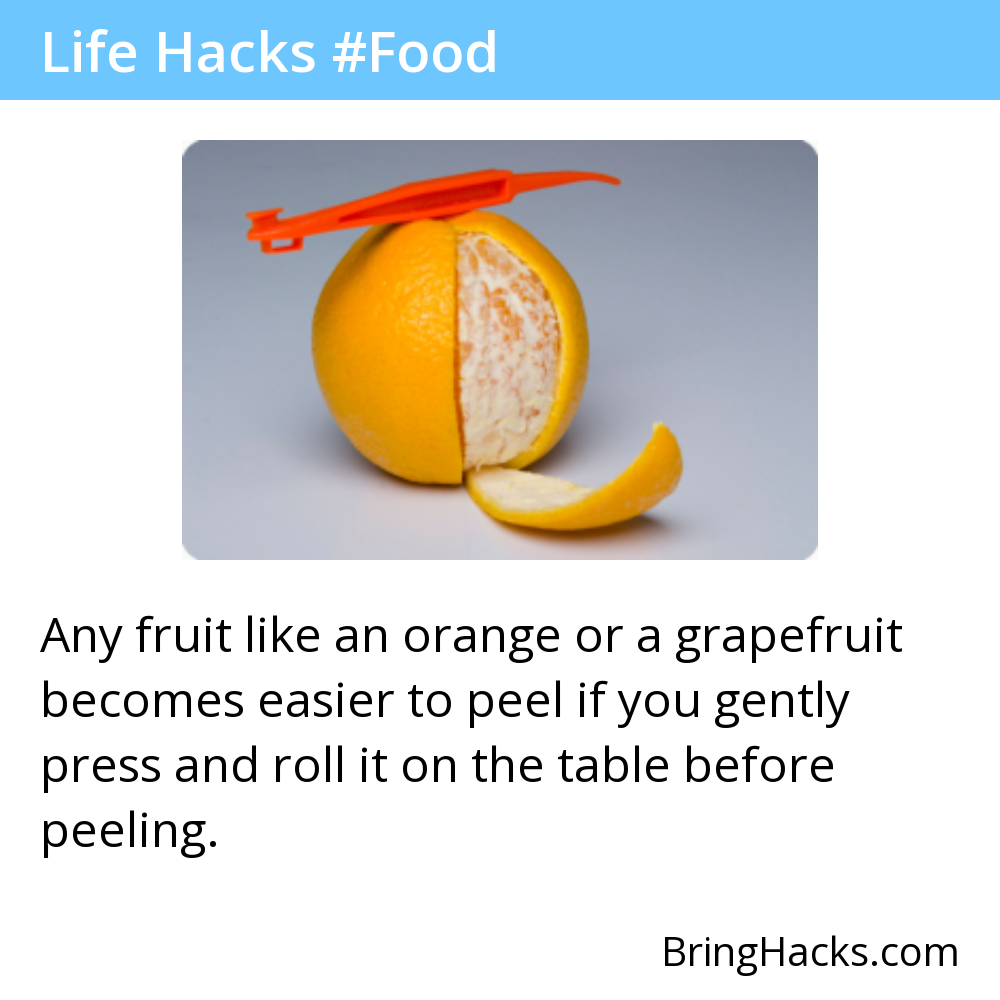 Life Hacks #Food
Any fruit like an orange or a grapefruit
becomes easier to peel if you gently
press and roll it on the table before
peeling.
BringHacks.com